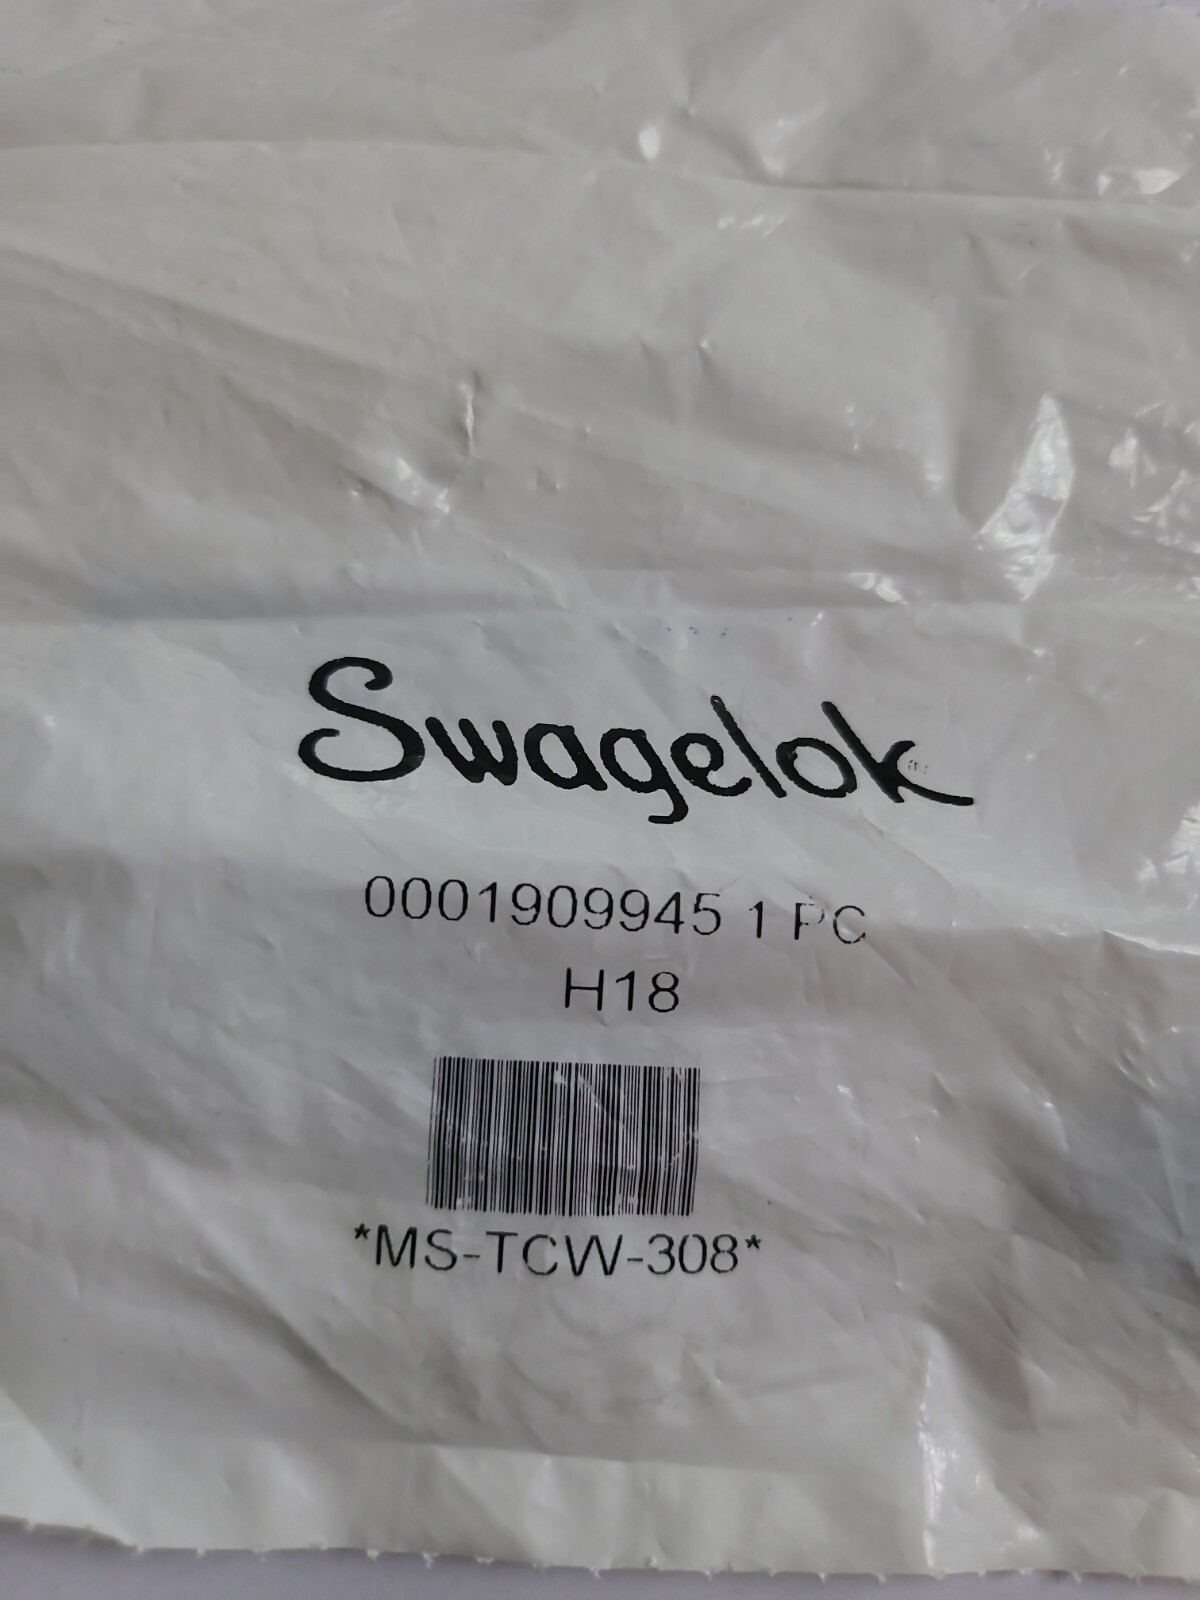 Swagelok
0001909945 1 PC
H18
*MS-TCW-308*